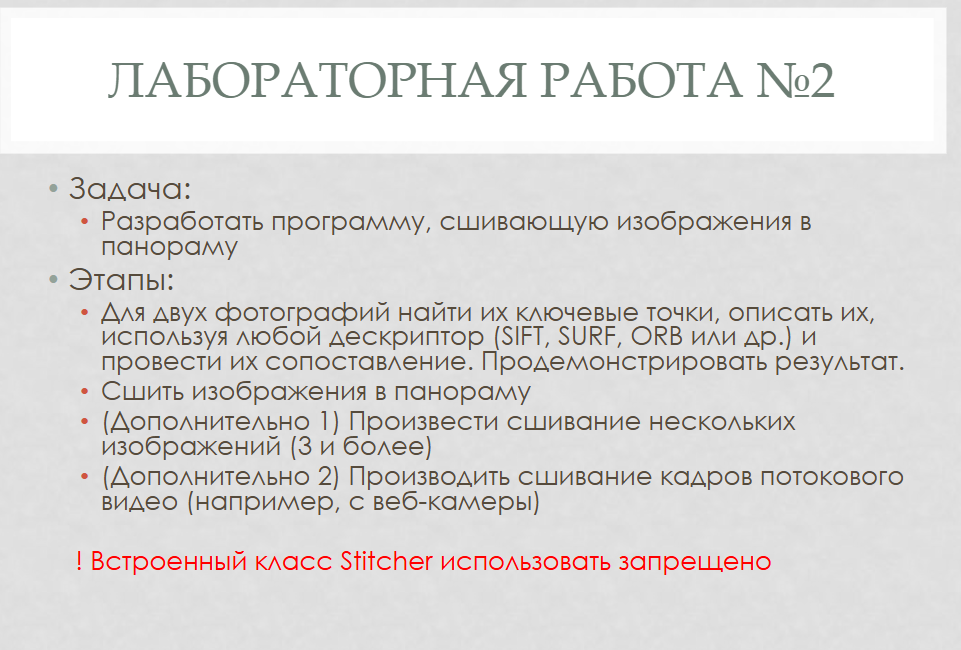 ЛАБОРАТОРНАЯ РАБОТА №2
• Задача:
• Разработать программу, сшивающую изображения в
панораму
• Этапы:
• Для двух фотографий найти их ключевые точки, описать их,
используя любой дескриптор (SIFT, SURF, ORB или др.) и
провести их сопоставление. Продемонстрировать результат.
• Сшить изображения в панораму
• (Дополнительно 1) Произвести сшивание нескольких
изображений (3 и более)
• (Дополнительно 2) Производить сшивание кадров потокового
видео (например, с веб-камеры)
! Встроенный класс Stitcher использовать запрещено